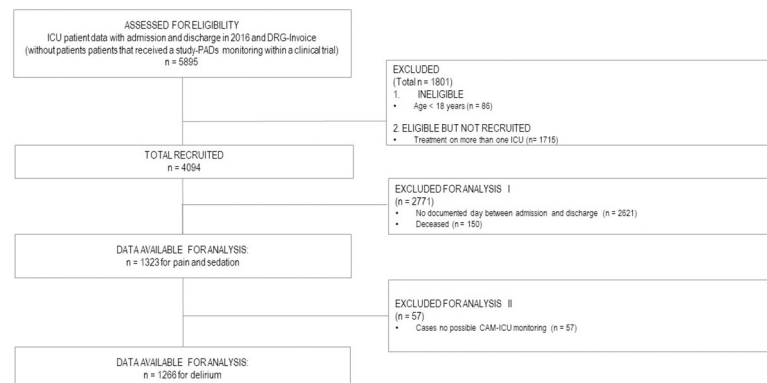 ASSESSED FOR ELIGIBILITY
ICU patient data with admission and discharge in 2016 and DRG-Invoice
(without patients patients that received a study-PADs monitoring within a clinical trial)
n = 5895
EXCLUDED
(Total n = 1801)
1. INELIGIBLE
• Age < 18 years (n = 86)
2. ELIGIBLE BUT NOT RECRUITED
• Treatment on more than one ICU (n= 1715)
TOTAL RECRUITED
n = 4094
EXCLUDED FOR ANALYSIS I
(n = 2771)
• No documented day between admission and discharge (n = 2621)
• Deceased (n = 150)
DATA AVAILABLE FOR ANALYSIS:
n = 1323 for pain and sedation
EXCLUDED FOR ANALYSIS II
(n = 57)
• Cases no possible CAM-ICU monitoring (n = 57)
DATA AVAILABLE FOR ANALYSIS:
n = 1266 for delirium